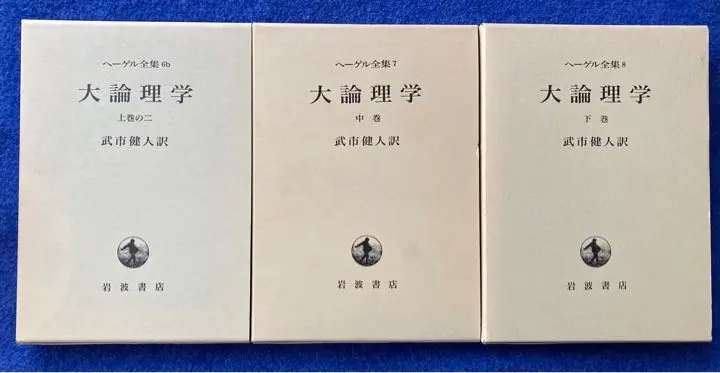 ヘーゲル全集 6b
大論理学
上巻の二
武市健人訳
岩波書店
ヘーゲル全集 7
大論理学
中巻
武市健人訳
岩波書店
ヘーゲル全集 8
大論理学
下巻
武市健人訳
岩波書店